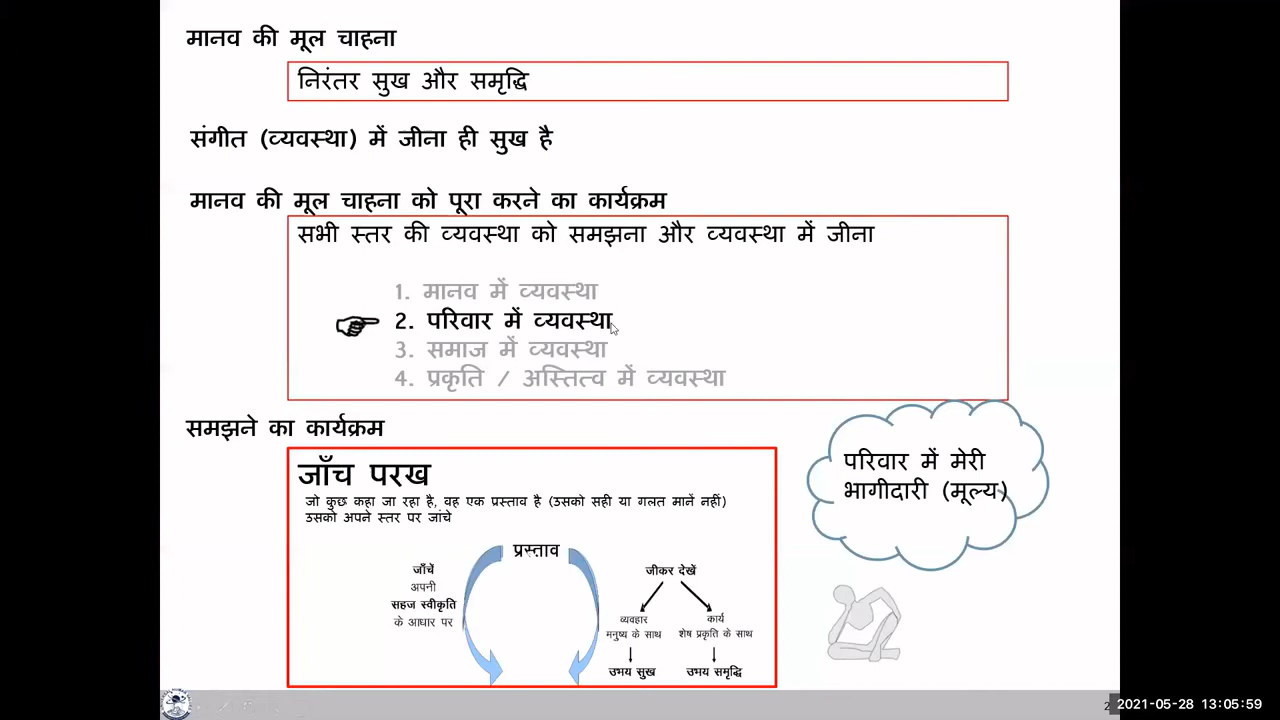 मानव की मूल चाहना
निरंतर सुख और समृद्धि
संगीत (व्यवस्था) में जीना ही सुख है
मानव की मूल चाहना को पूरा करने का कार्यक्रम
सभी स्तर की व्यवस्था को समझना और व्यवस्था में जीना
1. मानव में व्यवस्था
2. परिवार में व्यवस्था
3. समाज में व्यवस्था
4. प्रकृति / अस्तित्व में व्यवस्था
समझने का कार्यक्रम
जाँच परख
जो कुछ कहा जा रहा है, वह एक प्रस्ताव है (उसको सही या गलत मानें नहीं)
उसको अपने स्तर पर जांचे
प्रस्ताव
जाँचें
अपनी
सहज स्वीकृति
के आधार पर
जीकर देखें
व्यवहार
मनुष्य के साथ
उभय सुख
कार्य
शेष प्रकृति के साथ
उभय समृद्धि
परिवार में मेरी
भागीदारी (मूल्य)
2021-05-28 13:05:59